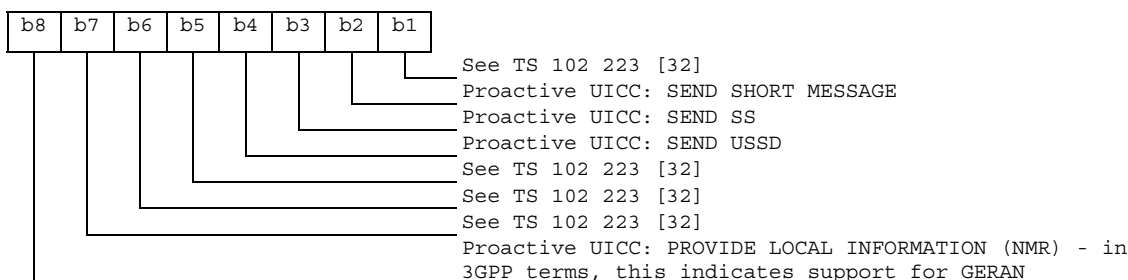 b8 b7 b6 b5 b4 b3 b2 b1
See TS 102 223 [32]
Proactive UICC: SEND SHORT MESSAGE
Proactive UICC: SEND SS
Proactive UICC: SEND USSD
See TS 102 223 [32]
See TS 102 223 [32]
See TS 102 223 [32]
Proactive UICC: PROVIDE LOCAL INFORMATION (NMR) - in
3GPP terms, this indicates support for GERAN